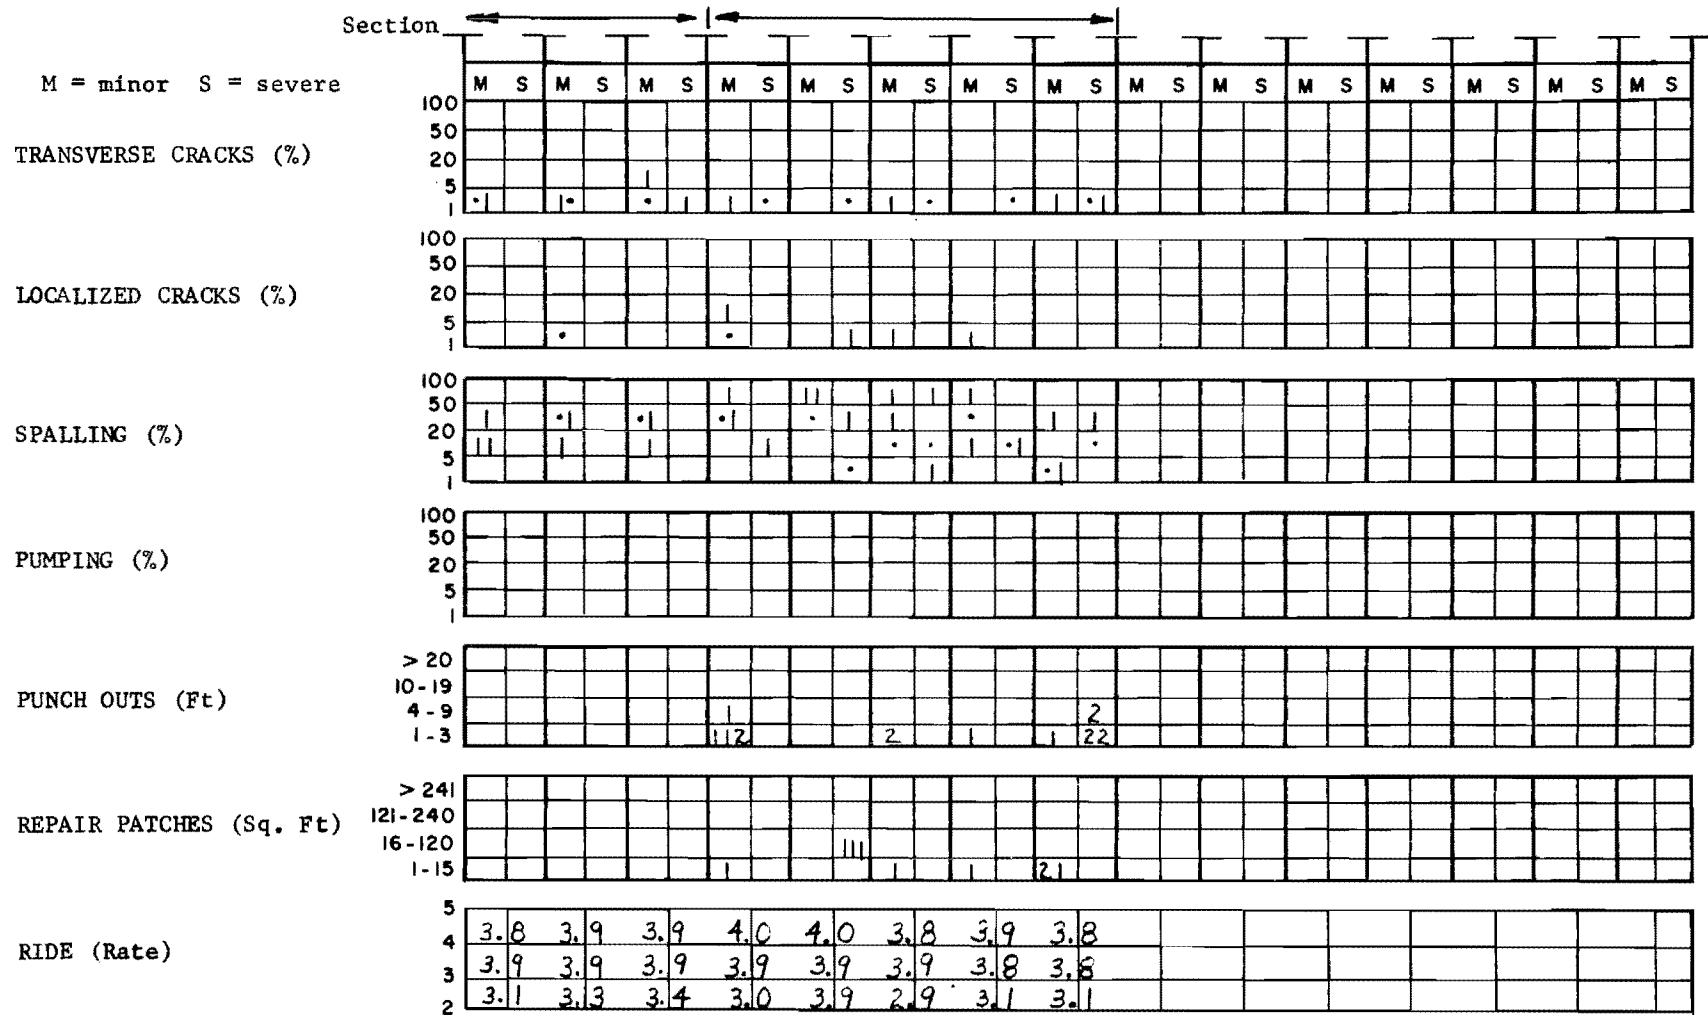 Section
M = minor S = severe
M S M S M S M S M S M S M S M S M S M S M S M S M S M S M S
TRANSVERSE CRACKS (%)
100
50
20
5
1
LOCALIZED CRACKS (%)
100
50
20
5
1
SPALLING (%)
100
50
20
5
1
PUMPING (%)
100
50
20
5
1
PUNCH OUTS (Ft)
> 20
10-19
4-9 | 2
1-3 ||2 2 | | 22
REPAIR PATCHES (Sq. Ft)
> 241
121-240
16-120 |||
1-15 | | | 2|
RIDE (Rate)
5
3.8 3.9 3.9 4.0 4.0 3.8 3.9 3.8
4
3.9 3.9 3.9 3.9 3.9 3.9 3.8 3.8
3
3.1 3.3 3.4 3.0 3.9 2.9 3.1 3.1
2